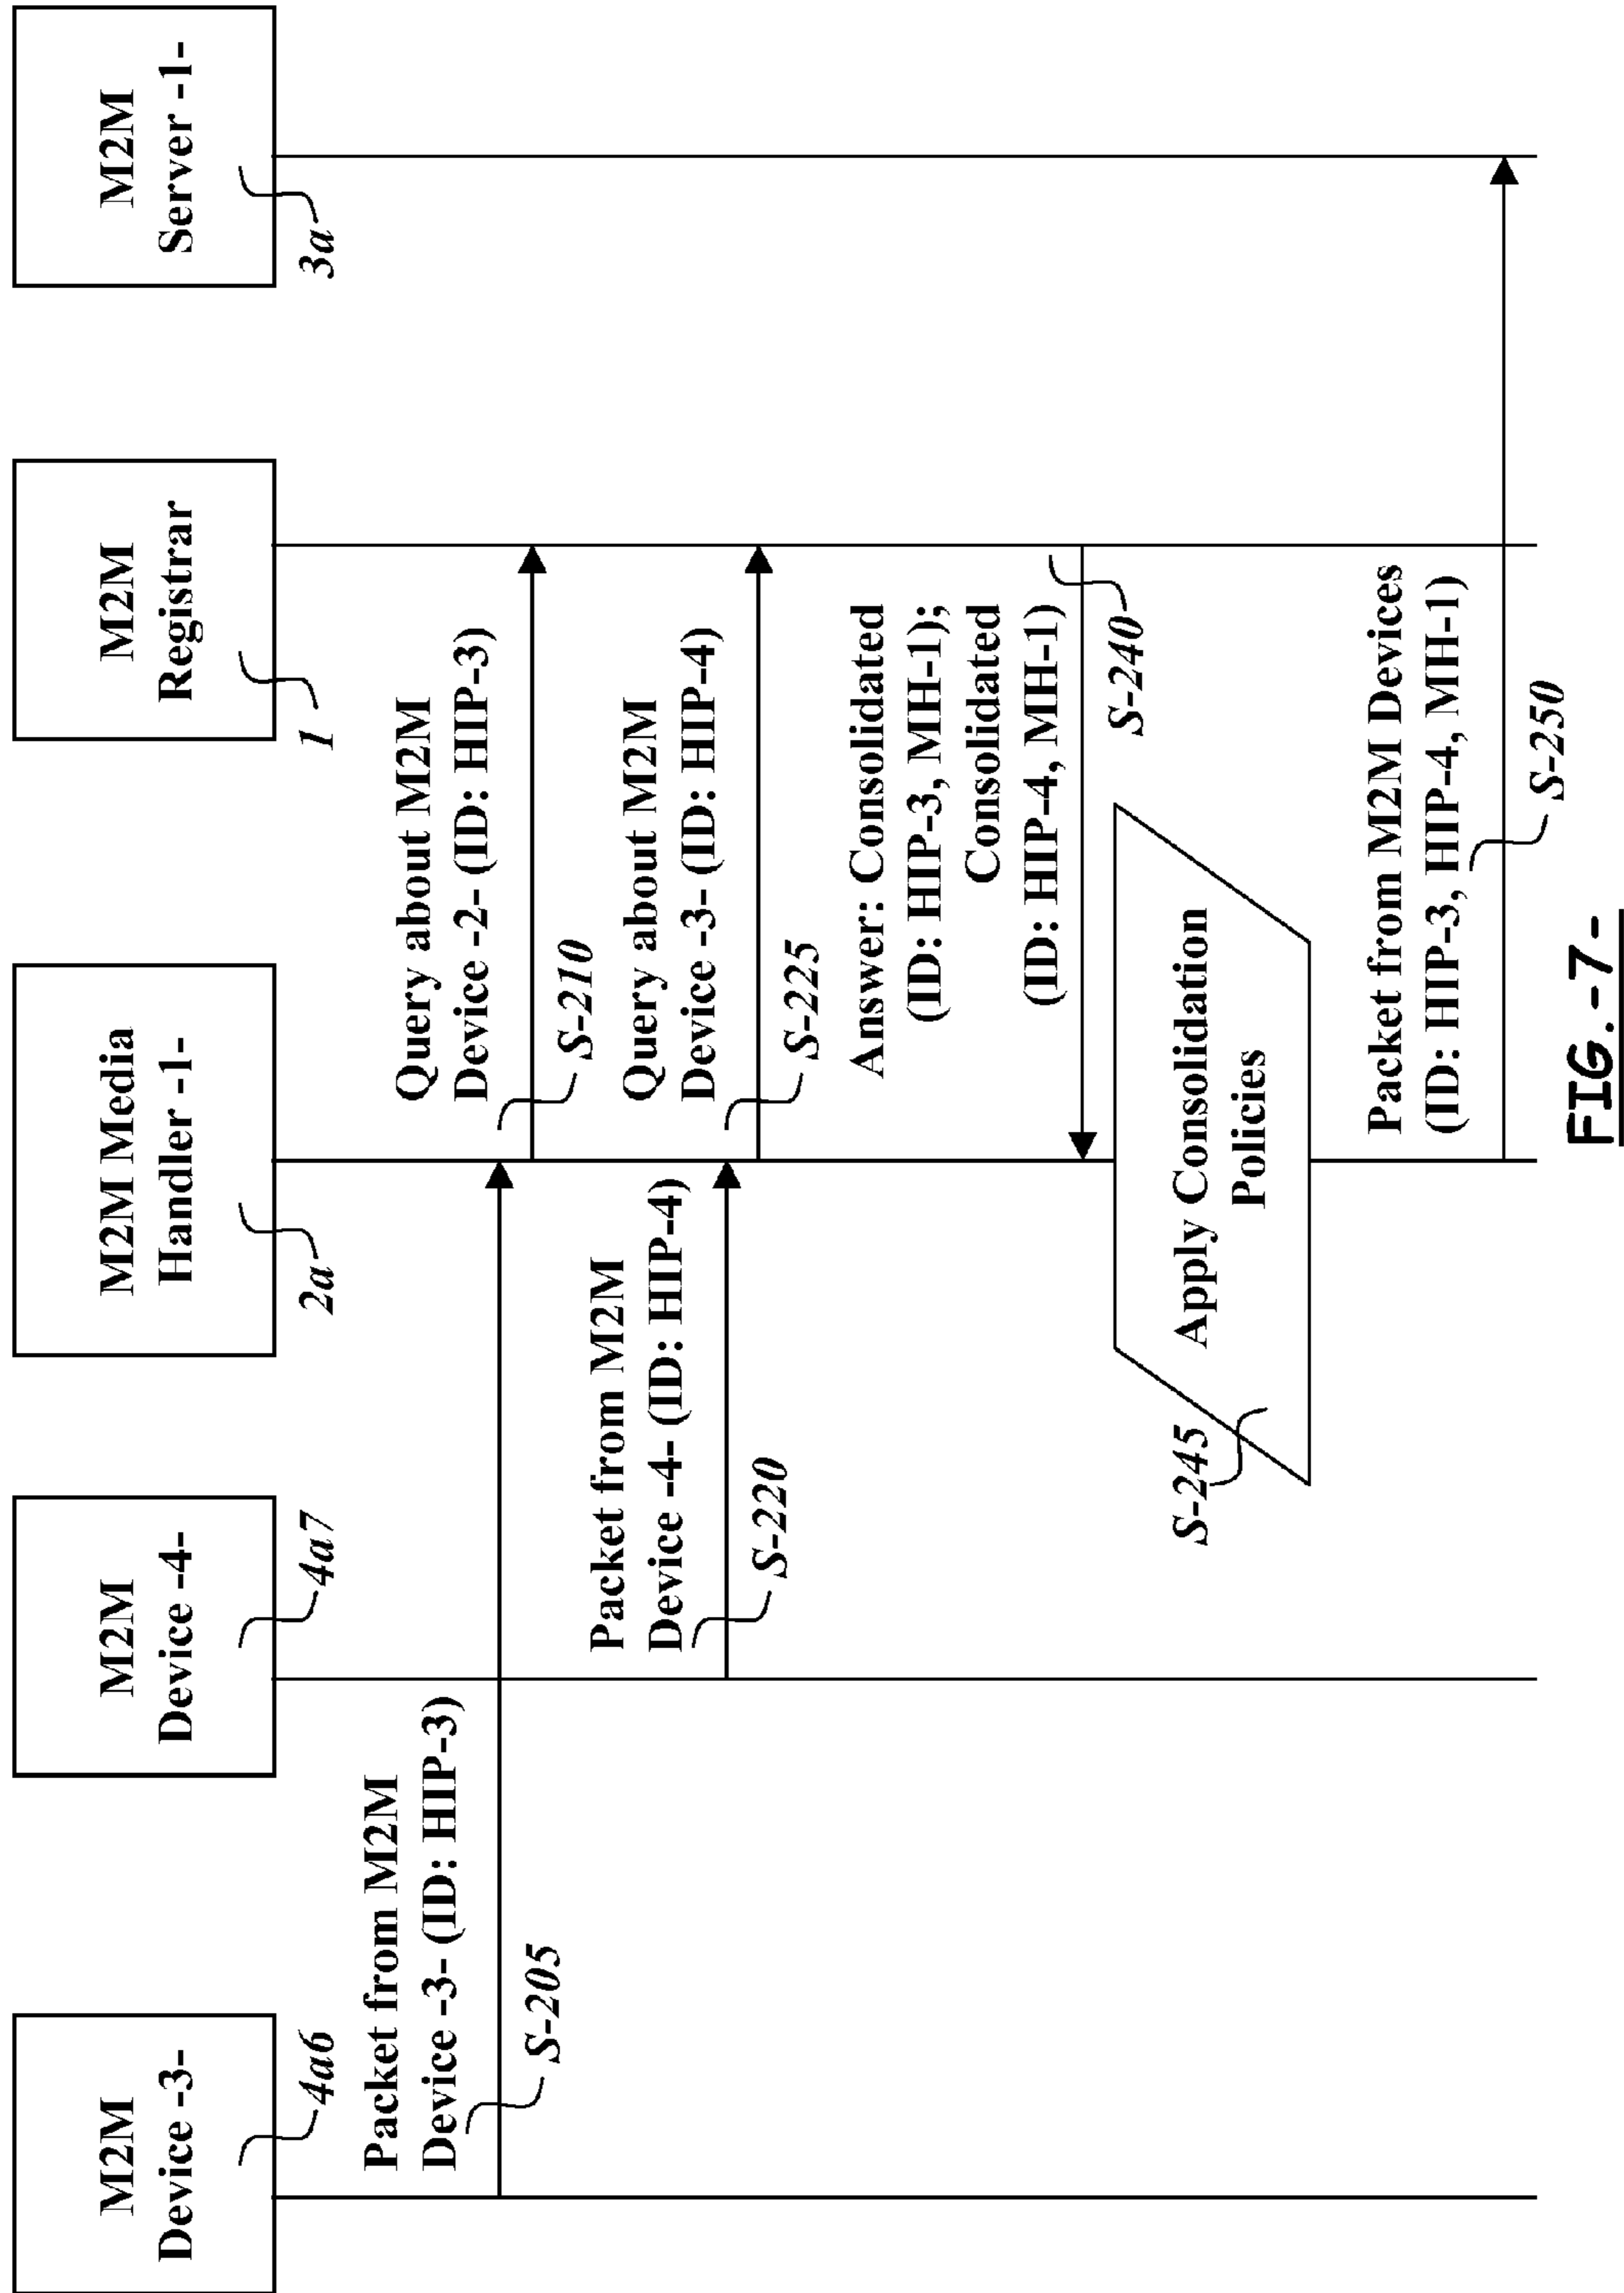 M2M
Device -3-
4a6
M2M
Device -4-
4a7
M2M Media
Handler -1-
2a
M2M
Registrar
1
M2M
Server -1-
3a
Packet from M2M
Device -3- (ID: HIP-3)
S-205
Query about M2M
Device -2- (ID: HIP-3)
S-210
Packet from M2M
Device -4- (ID: HIP-4)
S-220
Query about M2M
Device -3- (ID: HIP-4)
S-225
Answer: Consolidated
(ID: HIP-3, MH-1);
Consolidated
(ID: HIP-4, MH-1)
S-240
Apply Consolidation
Policies
S-245
Packet from M2M Devices
(ID: HIP-3, HIP-4, MH-1)
S-250
FIG.-7-